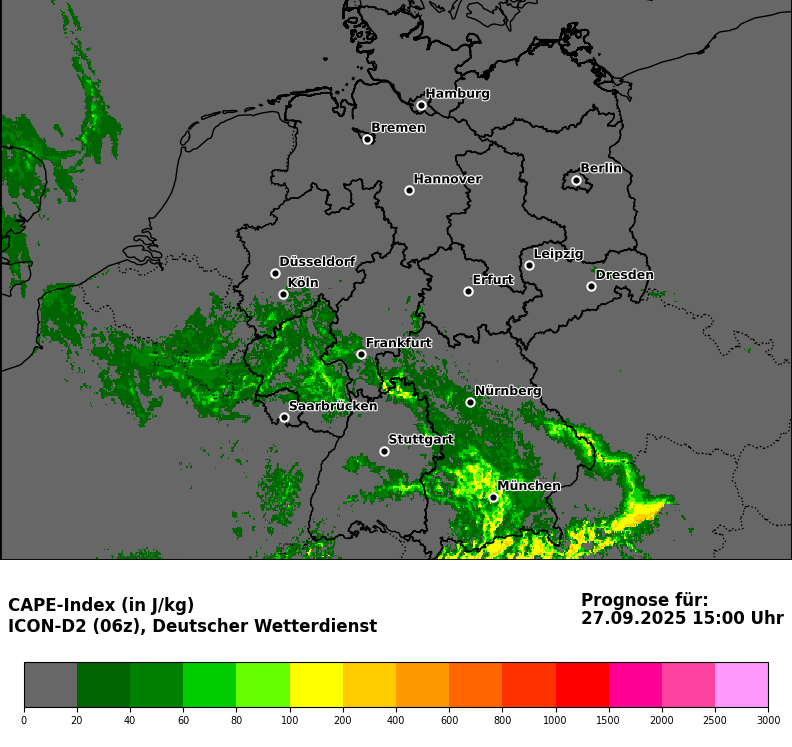 Hamburg
Bremen
Berlin
Hannover
Leipzig
Düsseldorf
Dresden
Köln
Erfurt
Frankfurt
Nürnberg
Saarbrücken
Stuttgart
München
CAPE-Index (in J/kg)
ICON-D2 (06z), Deutscher Wetterdienst
Prognose für:
27.09.2025 15:00 Uhr
0 20 40 60 80 100 200 400 600 800 1000 1500 2000 2500 3000